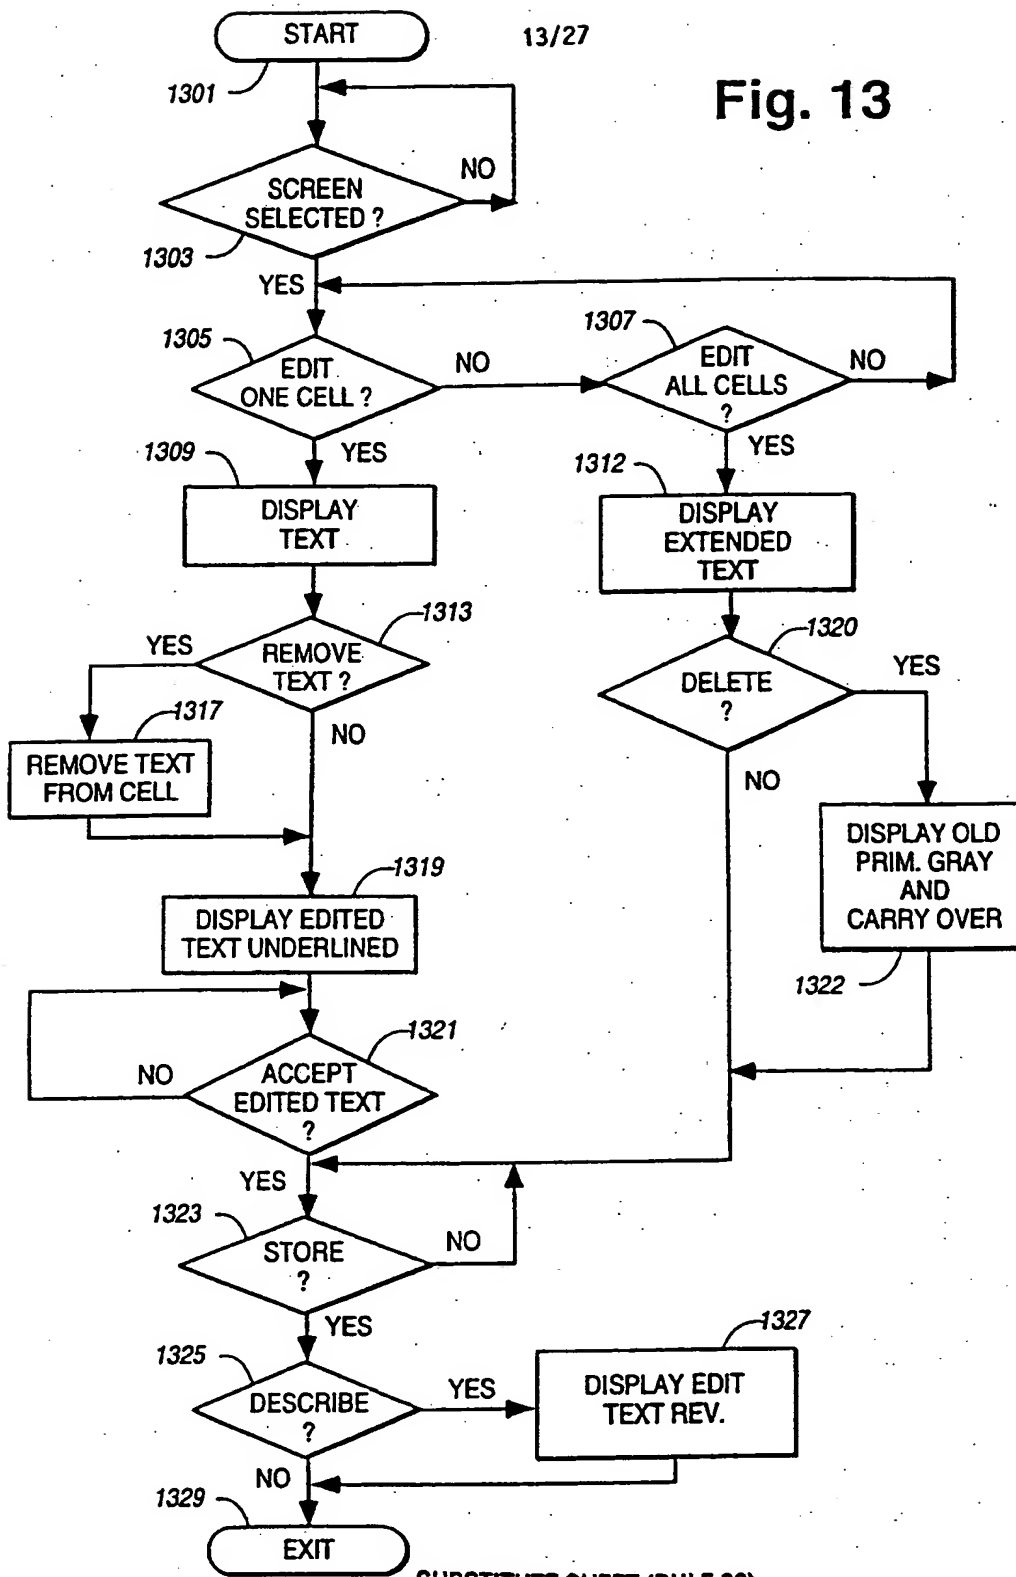 START
13/27
Fig. 13
1301
SCREEN
SELECTED ?
NO
1303
YES
1305
EDIT
ONE CELL ?
NO
1307
EDIT
ALL CELLS
?
NO
YES
YES
1309
DISPLAY
TEXT
1312
DISPLAY
EXTENDED
TEXT
1313
REMOVE
TEXT ?
YES
NO
1317
REMOVE TEXT
FROM CELL
1320
DELETE
?
YES
NO
DISPLAY OLD
PRIM. GRAY
AND
CARRY OVER
1322
1319
DISPLAY EDITED
TEXT UNDERLINED
1321
ACCEPT
EDITED TEXT
?
NO
YES
1323
STORE
?
NO
YES
1325
DESCRIBE
?
YES
1327
DISPLAY EDIT
TEXT REV.
NO
1329
EXIT